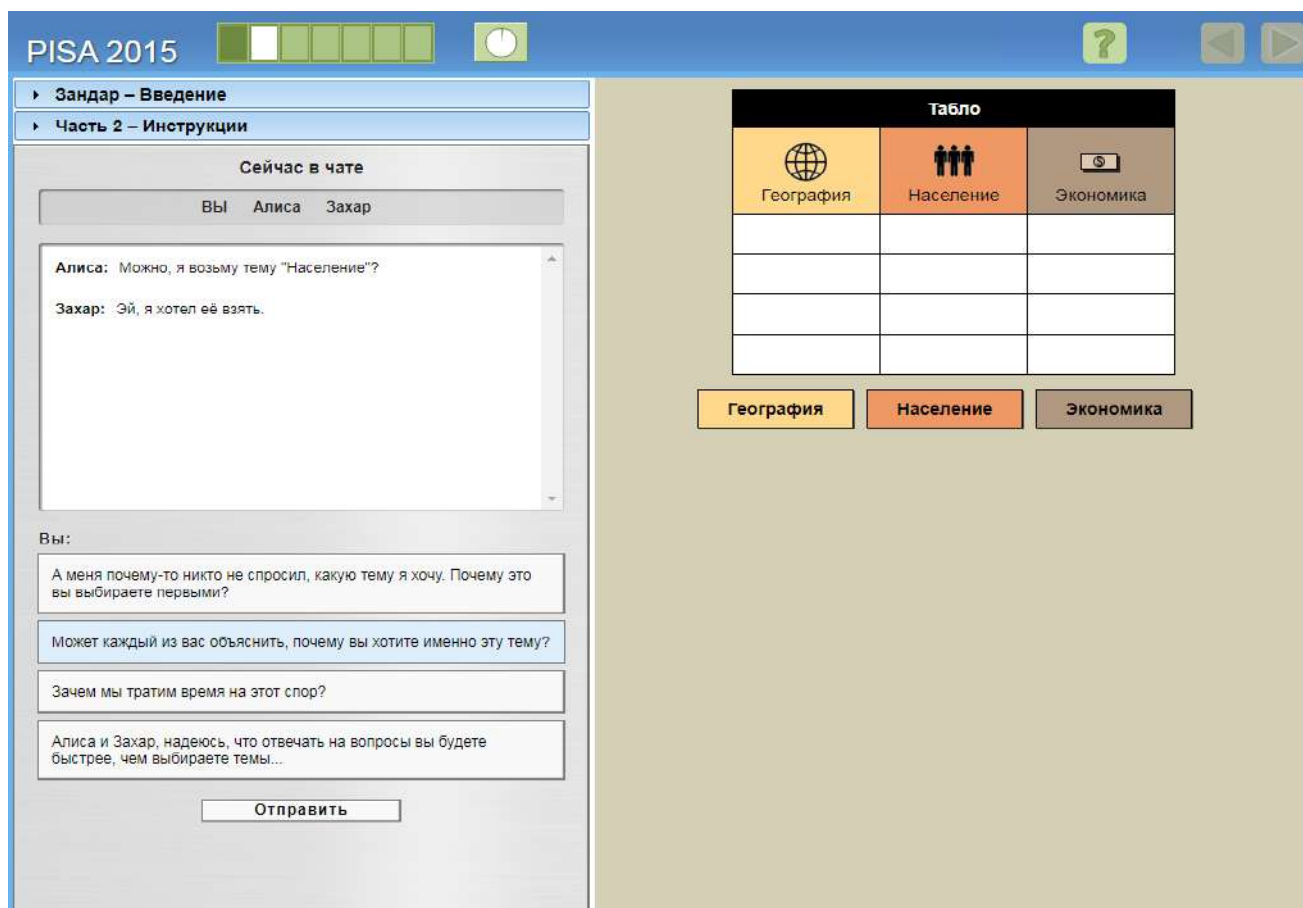 PISA 2015
?
Зандар – Введение
Часть 2 – Инструкции
Сейчас в чате
ВЫ Алиса Захар
Алиса: Можно, я возьму тему "Население"?
Захар: Эй, я хотел её взять.
Вы:
А меня почему-то никто не спросил, какую тему я хочу. Почему это
вы выбираете первыми?
Может каждый из вас объяснить, почему вы хотите именно эту тему?
Зачем мы тратим время на этот спор?
Алиса и Захар, надеюсь, что отвечать на вопросы вы будете
быстрее, чем выбираете темы...
Отправить
Табло
$
География Население Экономика
География Население Экономика